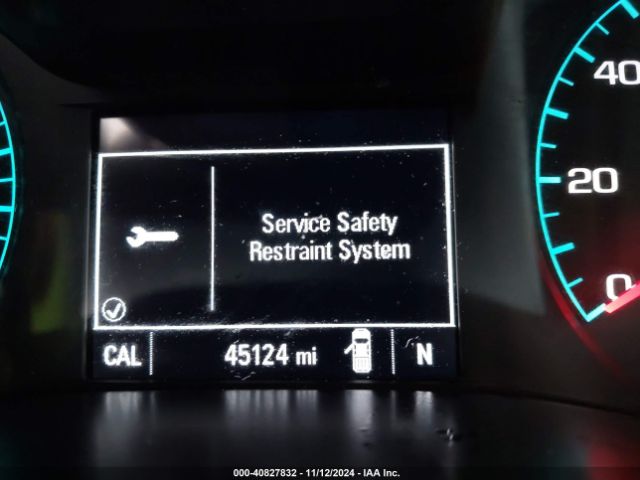 40
20
0
Service Safety
Restraint System
CAL 45124 mi N
000-40827832 - 11/12/2024 - IAA Inc.